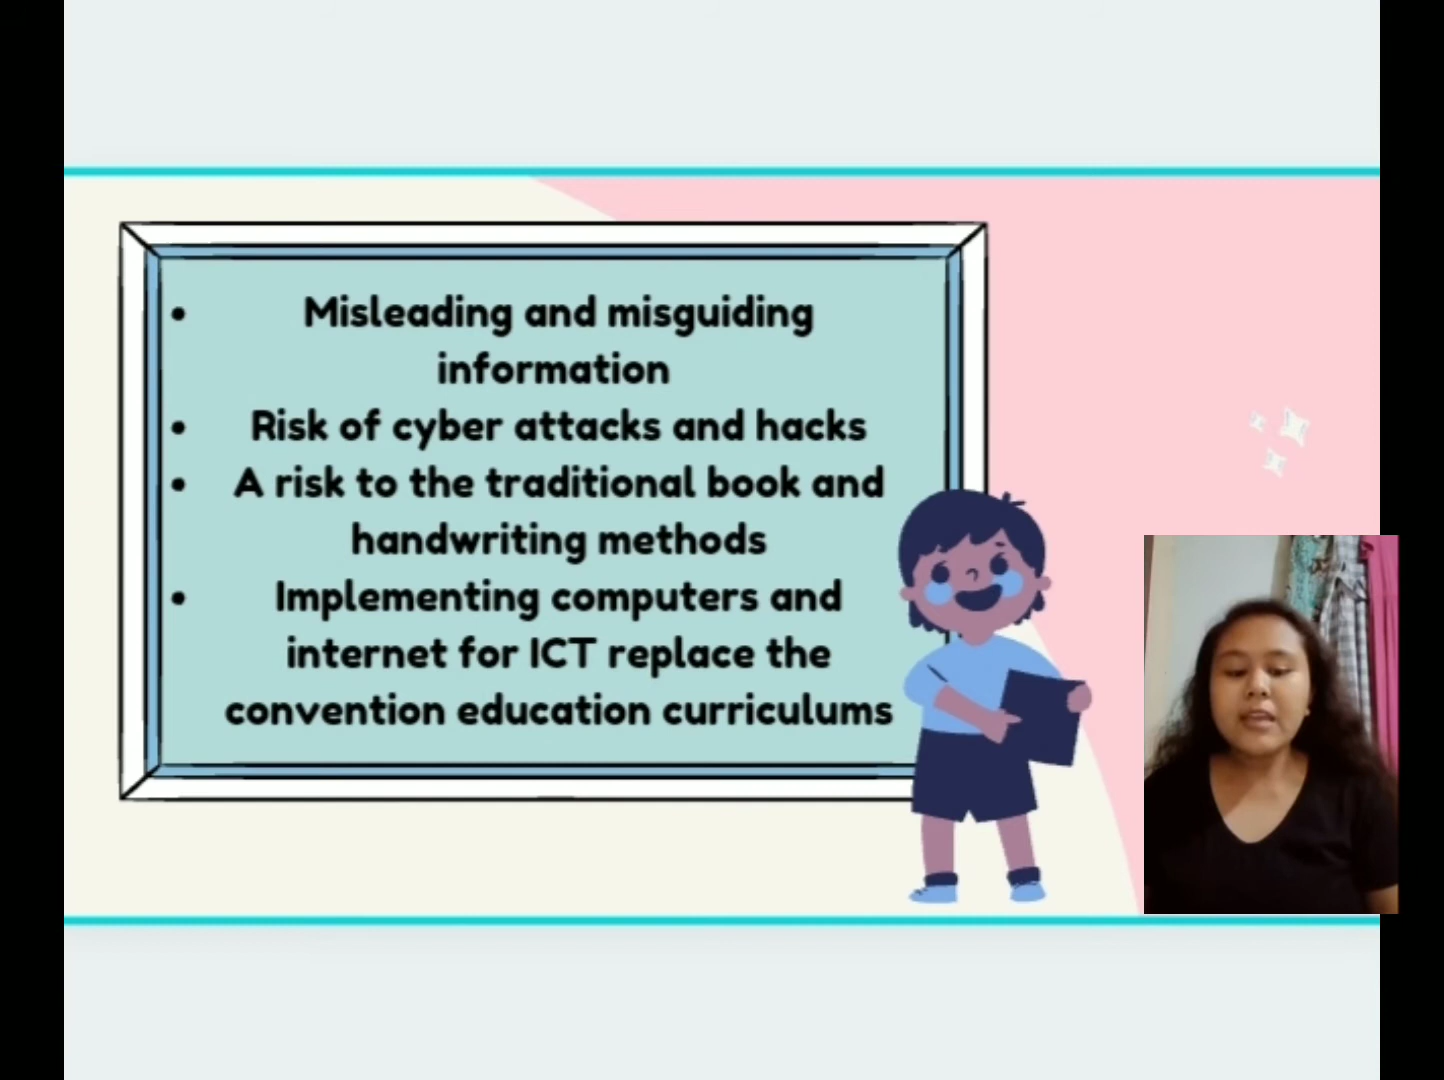 • Misleading and misguiding
information
• Risk of cyber attacks and hacks
• A risk to the traditional book and
handwriting methods
• Implementing computers and
internet for ICT replace the
convention education curriculums